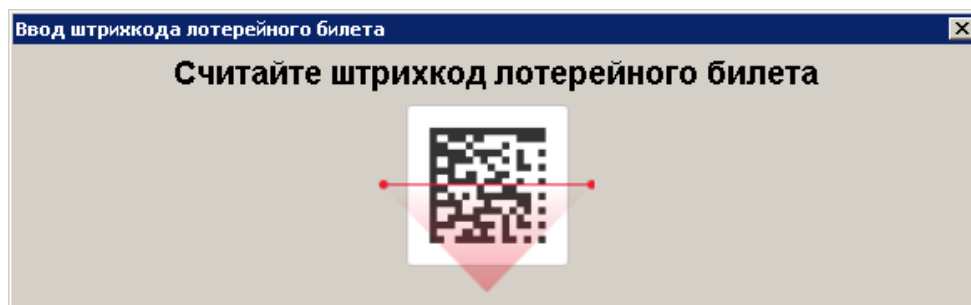 Ввод штрихкода лотерейного билета
Считайте штрихкод лотерейного билета